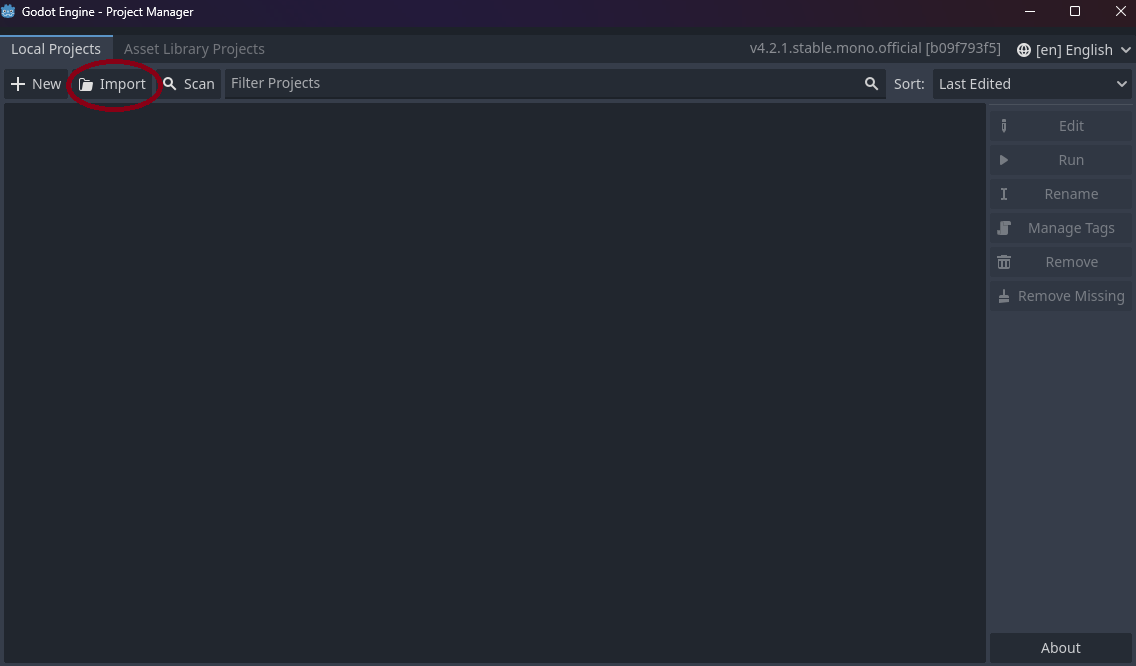 Godot Engine - Project Manager
Local Projects Asset Library Projects v4.2.1.stable.mono.official [b09f793f5] [en] English
New Import Scan Filter Projects Sort: Last Edited
Edit
Run
Rename
Manage Tags
Remove
Remove Missing
About